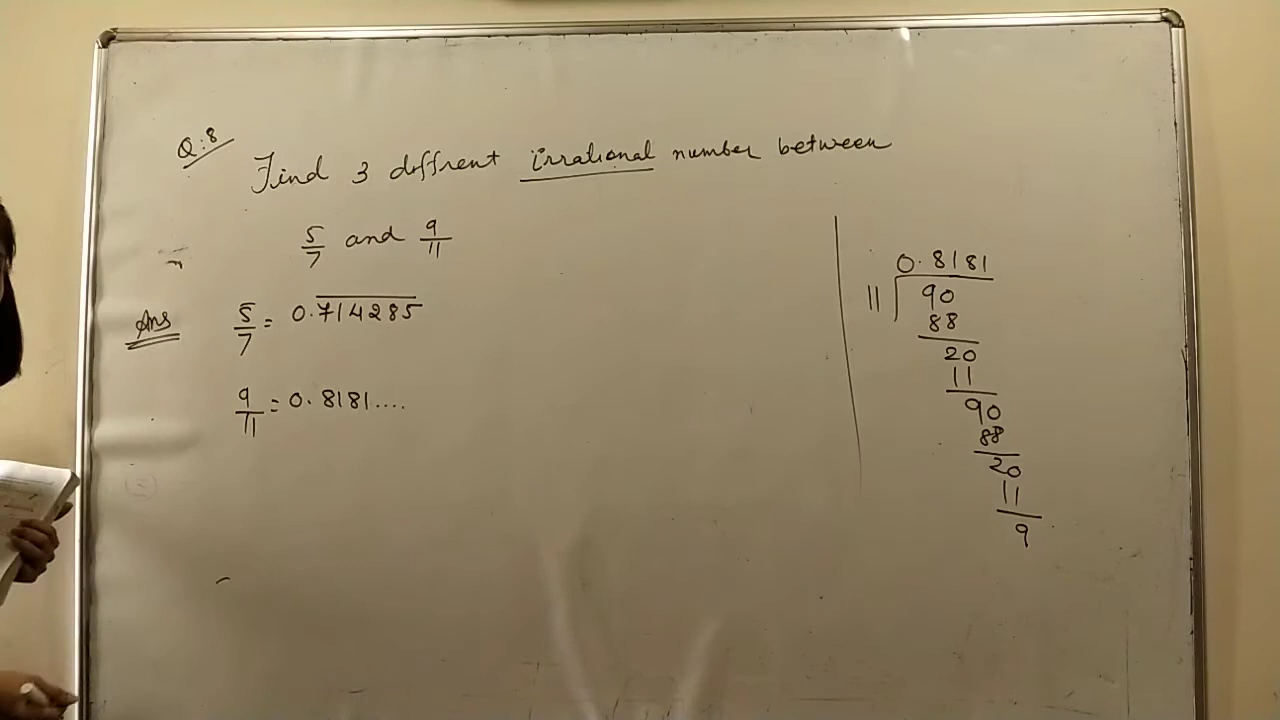 Q:8
Find 3 diffrent irrational number between
5/7 and 9/11
Ans
5/7 = 0.714285
9/11 = 0.8181....
0.8181
11 90
88
20
11
90
88
20
11
9